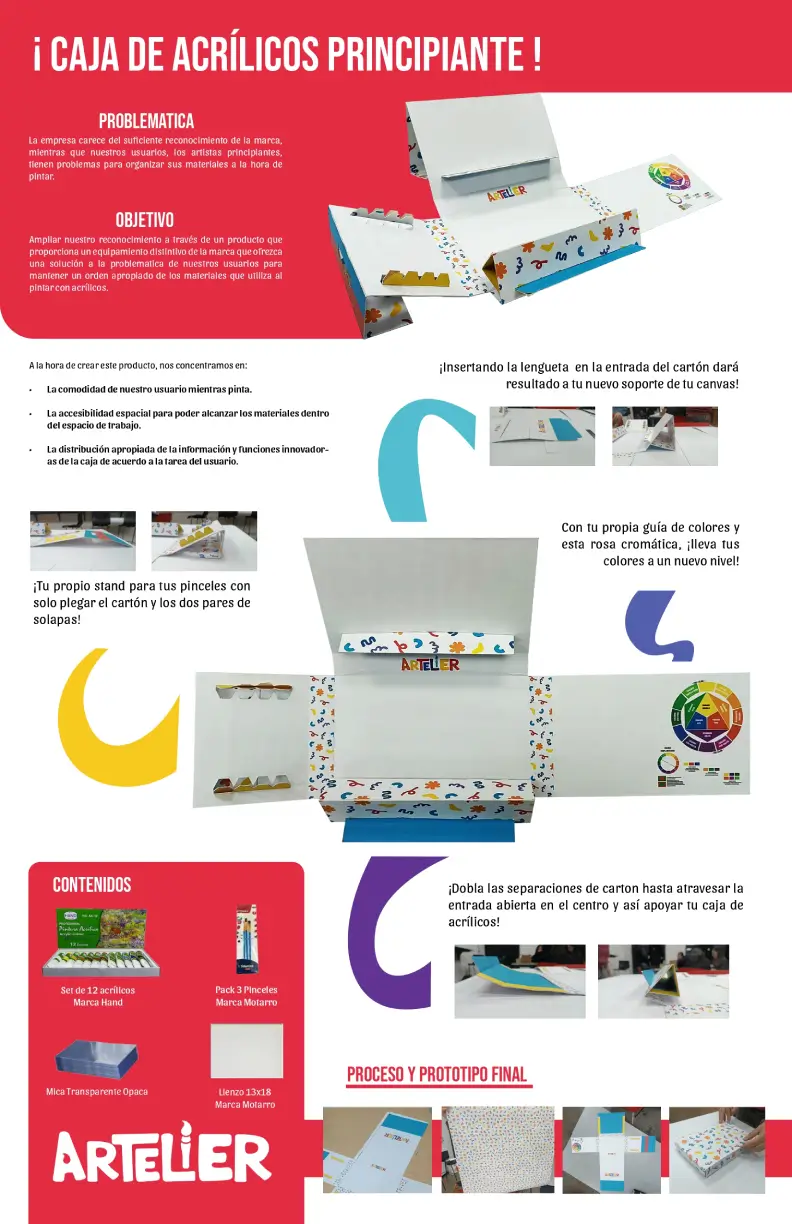 ¡ CAJA DE ACRÍLICOS PRINCIPIANTE !
PROBLEMATICA
La empresa carece del suficiente reconocimiento de la marca,
mientras que nuestros usuarios, los artistas principiantes,
tienen problemas para organizar sus materiales a la hora de
pintar.
OBJETIVO
Ampliar nuestro reconocimiento a través de un producto que
proporciona un equipamiento distintivo de la marca que ofrezca
una solución a la problematica de nuestros usuarios para
mantener un orden apropiado de los materiales que utiliza al
pintar con acrílicos.
ARTELIER
A la hora de crear este producto, nos concentramos en:
• La comodidad de nuestro usuario mientras pinta.
• La accesibilidad espacial para poder alcanzar los materiales dentro
del espacio de trabajo.
• La distribución apropiada de la información y funciones innovador-
as de la caja de acuerdo a la tarea del usuario.
¡Insertando la lengueta en la entrada del cartón dará
resultado a tu nuevo soporte de tu canvas!
¡Tu propio stand para tus pinceles con
solo plegar el cartón y los dos pares de
solapas!
Con tu propia guía de colores y
esta rosa cromática, ¡lleva tus
colores a un nuevo nivel!
ARTELIER
¡Dobla las separaciones de carton hasta atravesar la
entrada abierta en el centro y así apoyar tu caja de
acrílicos!
CONTENIDOS
Pintura Acrílica
Set de 12 acrílicos
Marca Hand
Pack 3 Pinceles
Marca Motarro
Mica Transparente Opaca
Lienzo 13x18
Marca Motarro
ARTELIER
PROCESO Y PROTOTIPO FINAL